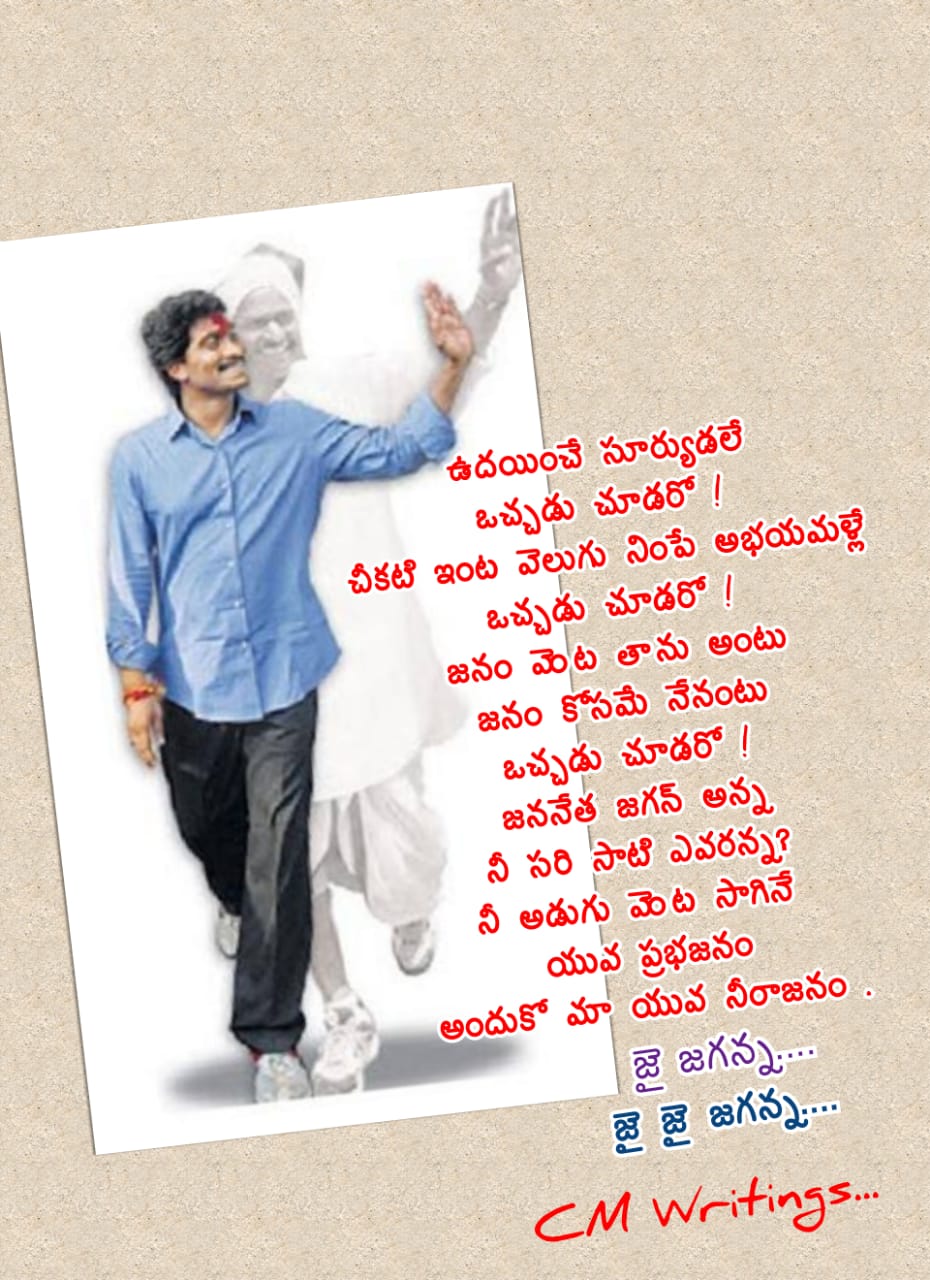 ఉదయించే సూర్యుడలే
ఒచ్చడు చూడరో !
చీకటి ఇంట వెలుగు నింపే అభయమళ్లే
ఒచ్చడు చూడరో !
జనం వెంట తాను అంటు
జనం కోసమే నేనంటు
ఒచ్చడు చూడరో !
జననేత జగన్ అన్న
నీ సరి సాటి ఎవరన్న?
నీ అడుగు వెంట సాగినే
యువ ప్రభజనం
అందుకో మా యువ నీరాజనం .
జై జగన్న....
జై జై జగన్న....
CM Writings...